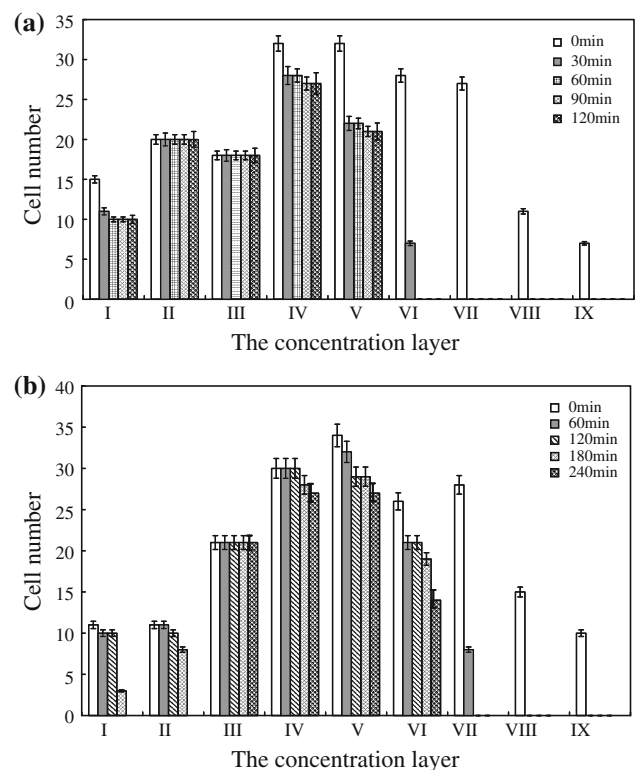 (a)
35
30
25
20
15
10
5
0
Cell number
0min
30min
60min
90min
120min
I II III IV V VI VII VIII IX
The concentration layer
(b)
40
35
30
25
20
15
10
5
0
Cell number
0min
60min
120min
180min
240min
I II III IV V VI VII VIII IX
The concentration layer